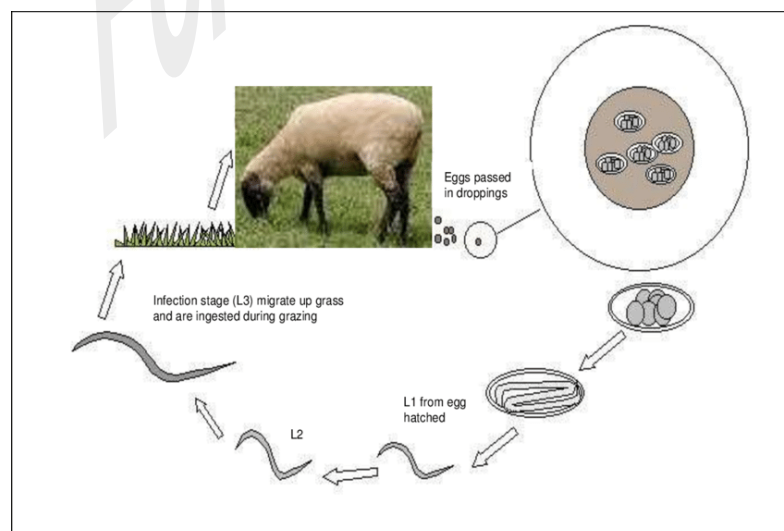 Eggs passed
in droppings
Infection stage (L3) migrate up grass
and are ingested during grazing
L1 from egg
hatched
L2